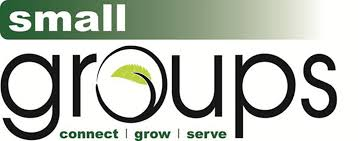 small
groups
connect | grow | serve